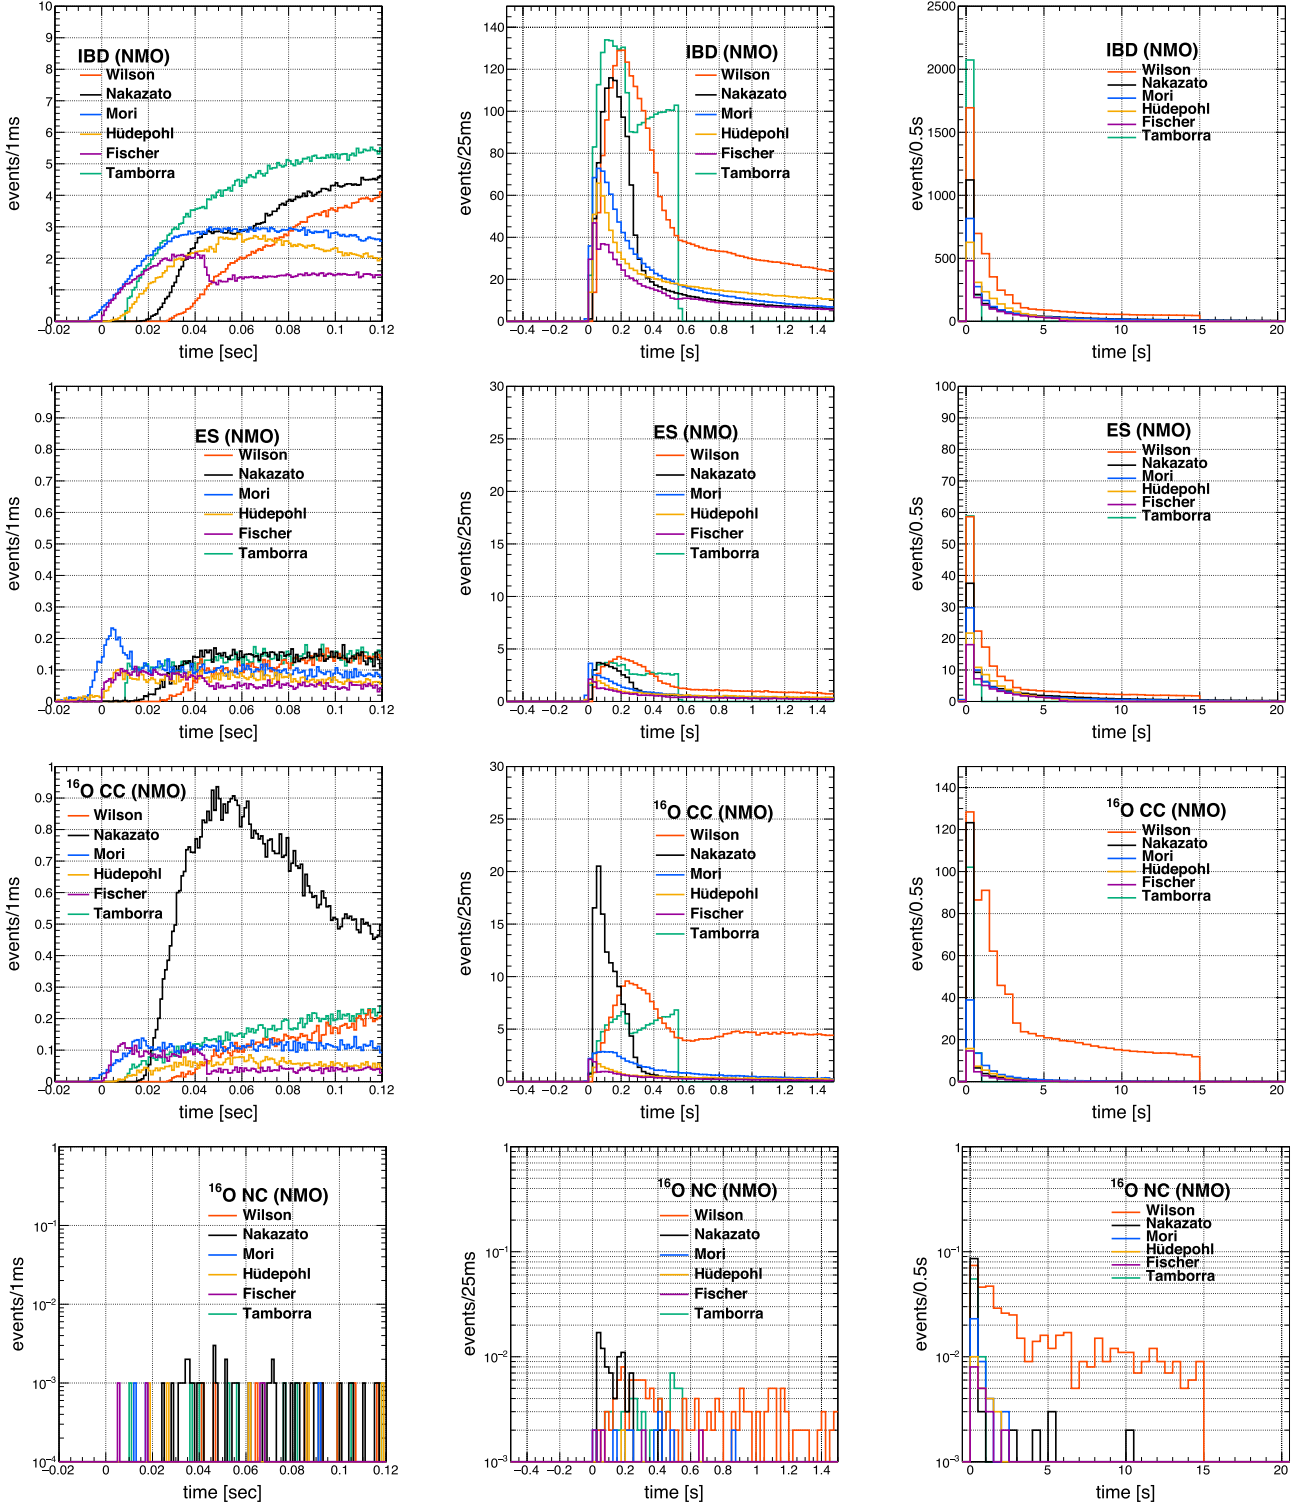 IBD (NMO)
Wilson
Nakazato
Mori
Hüdepohl
Fischer
Tamborra
events/1ms
0 1 2 3 4 5 6 7 8 9 10
−0.02 0 0.02 0.04 0.06 0.08 0.1 0.12
time [sec]
IBD (NMO)
Wilson
Nakazato
Mori
Hüdepohl
Fischer
Tamborra
events/25ms
0 20 40 60 80 100 120 140
−0.4 −0.2 0 0.2 0.4 0.6 0.8 1 1.2 1.4
time [s]
IBD (NMO)
Wilson
Nakazato
Mori
Hüdepohl
Fischer
Tamborra
events/0.5s
0 500 1000 1500 2000 2500
0 5 10 15 20
time [s]
ES (NMO)
Wilson
Nakazato
Mori
Hüdepohl
Fischer
Tamborra
events/1ms
0 0.1 0.2 0.3 0.4 0.5 0.6 0.7 0.8 0.9 1
−0.02 0 0.02 0.04 0.06 0.08 0.1 0.12
time [sec]
ES (NMO)
Wilson
Nakazato
Mori
Hüdepohl
Fischer
Tamborra
events/25ms
0 5 10 15 20 25 30
−0.4 −0.2 0 0.2 0.4 0.6 0.8 1 1.2 1.4
time [s]
ES (NMO)
Wilson
Nakazato
Mori
Hüdepohl
Fischer
Tamborra
events/0.5s
0 10 20 30 40 50 60 70 80 90 100
0 5 10 15 20
time [s]
¹⁶O CC (NMO)
Wilson
Nakazato
Mori
Hüdepohl
Fischer
Tamborra
events/1ms
0 0.1 0.2 0.3 0.4 0.5 0.6 0.7 0.8 0.9 1
−0.02 0 0.02 0.04 0.06 0.08 0.1 0.12
time [sec]
¹⁶O CC (NMO)
Wilson
Nakazato
Mori
Hüdepohl
Fischer
Tamborra
events/25ms
0 5 10 15 20 25 30
−0.4 −0.2 0 0.2 0.4 0.6 0.8 1 1.2 1.4
time [s]
¹⁶O CC (NMO)
Wilson
Nakazato
Mori
Hüdepohl
Fischer
Tamborra
events/0.5s
0 20 40 60 80 100 120 140
0 5 10 15 20
time [s]
¹⁶O NC (NMO)
Wilson
Nakazato
Mori
Hüdepohl
Fischer
Tamborra
events/1ms
10⁻⁴ 10⁻³ 10⁻² 10⁻¹ 1
−0.02 0 0.02 0.04 0.06 0.08 0.1 0.12
time [sec]
¹⁶O NC (NMO)
Wilson
Nakazato
Mori
Hüdepohl
Fischer
Tamborra
events/25ms
10⁻³ 10⁻² 10⁻¹ 1
−0.4 −0.2 0 0.2 0.4 0.6 0.8 1 1.2 1.4
time [s]
¹⁶O NC (NMO)
Wilson
Nakazato
Mori
Hüdepohl
Fischer
Tamborra
events/0.5s
10⁻³ 10⁻² 10⁻¹ 1
0 5 10 15 20
time [s]